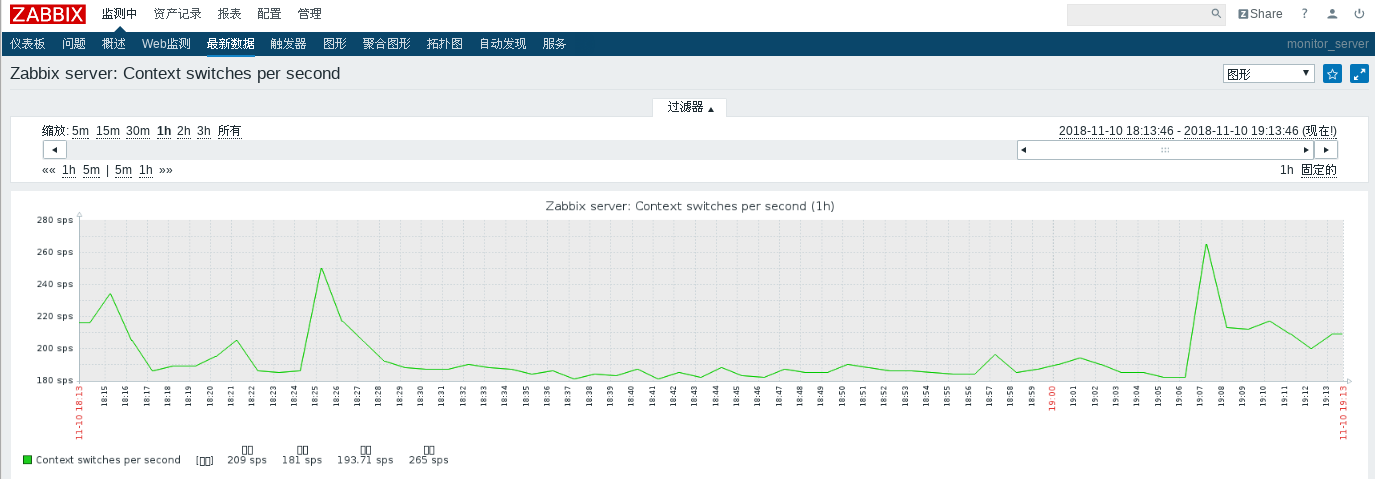 ZABBIX 监测中 资产记录 报表 配置 管理 Z Share ?
仪表板 问题 概述 Web监测 最新数据 触发器 图形 聚合图形 拓扑图 自动发现 服务 monitor_server
Zabbix server: Context switches per second 图形
过滤器
缩放: 5m 15m 30m 1h 2h 3h 所有 2018-11-10 18:13:46 - 2018-11-10 19:13:46 (现在!)
«« 1h 5m | 5m 1h »» 1h 固定的
Zabbix server: Context switches per second (1h)
280 sps
260 sps
240 sps
220 sps
200 sps
180 sps
11-10 18:13 18:15 18:16 18:17 18:18 18:19 18:20 18:21 18:22 18:23 18:24 18:25 18:26 18:27 18:28 18:29 18:30 18:31 18:32 18:33 18:34 18:35 18:36 18:37 18:38 18:39 18:40 18:41 18:42 18:43 18:44 18:45 18:46 18:47 18:48 18:49 18:50 18:51 18:52 18:53 18:54 18:55 18:56 18:57 18:58 18:59 19:00 19:01 19:02 19:03 19:04 19:05 19:06 19:07 19:08 19:09 19:10 19:11 19:12 19:13 11-10 19:13
□□ □□ □□ □□
Context switches per second [□□] 209 sps 181 sps 193.71 sps 265 sps